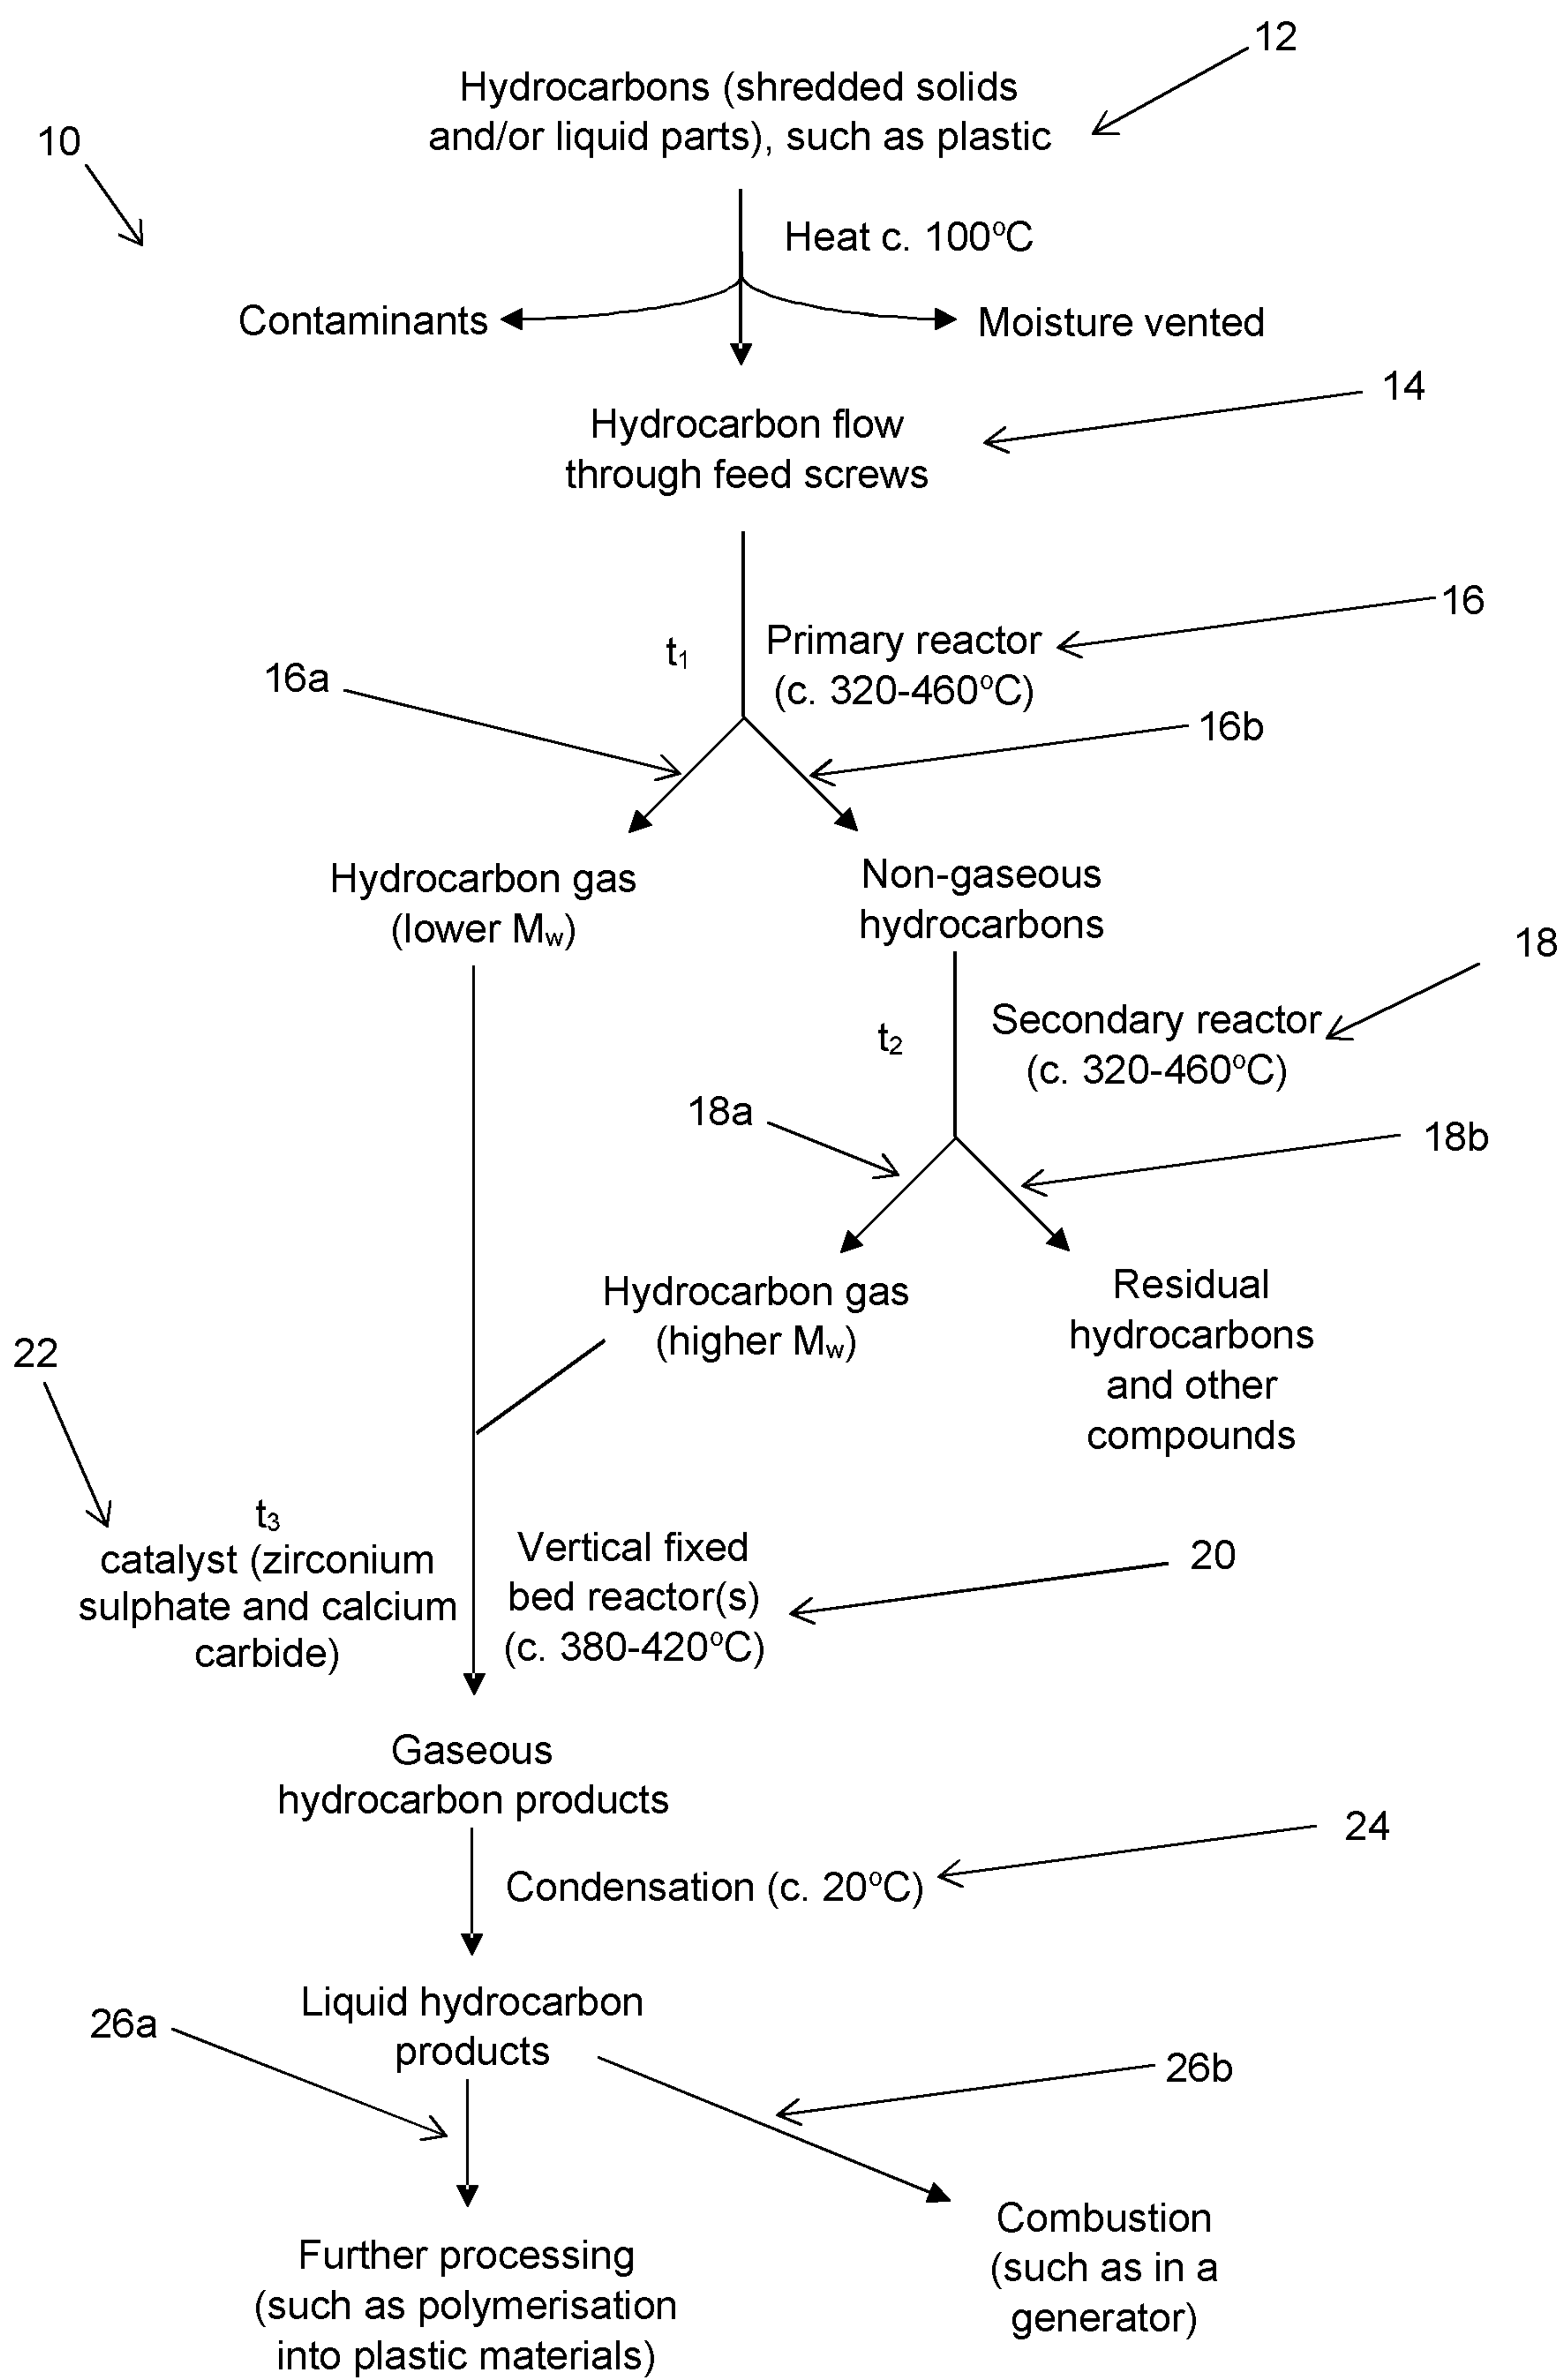 12
Hydrocarbons (shredded solids
and/or liquid parts), such as plastic
10
Heat c. 100°C
Contaminants
Moisture vented
14
Hydrocarbon flow
through feed screws
16
t₁
Primary reactor
(c. 320-460°C)
16a
16b
Hydrocarbon gas
(lower Mw)
Non-gaseous
hydrocarbons
18
t₂
Secondary reactor
(c. 320-460°C)
18a
18b
Hydrocarbon gas
(higher Mw)
Residual
hydrocarbons
and other
compounds
22
t₃
catalyst (zirconium
sulphate and calcium
carbide)
Vertical fixed
bed reactor(s)
(c. 380-420°C)
20
Gaseous
hydrocarbon products
24
Condensation (c. 20°C)
Liquid hydrocarbon
products
26a
26b
Further processing
(such as polymerisation
into plastic materials)
Combustion
(such as in a
generator)